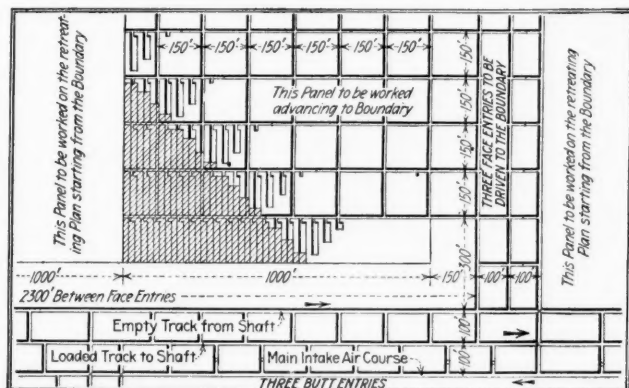 This Panel to be worked on the retreat-
ing Plan starting from the Boundary
150' 150' 150' 150' 150' 150'
This Panel to be worked
advancing to Boundary
150'
150'
150'
150'
300'
100'
100'
THREE FACE ENTRIES TO BE
DRIVEN TO THE BOUNDARY
This Panel to be worked on the retreating
Plan starting from the Boundary
1000' 1000' 150' 100' 100'
2300' Between Face Entries
Empty Track from Shaft
Loaded Track to Shaft
Main Intake Air Course
THREE BUTT ENTRIES